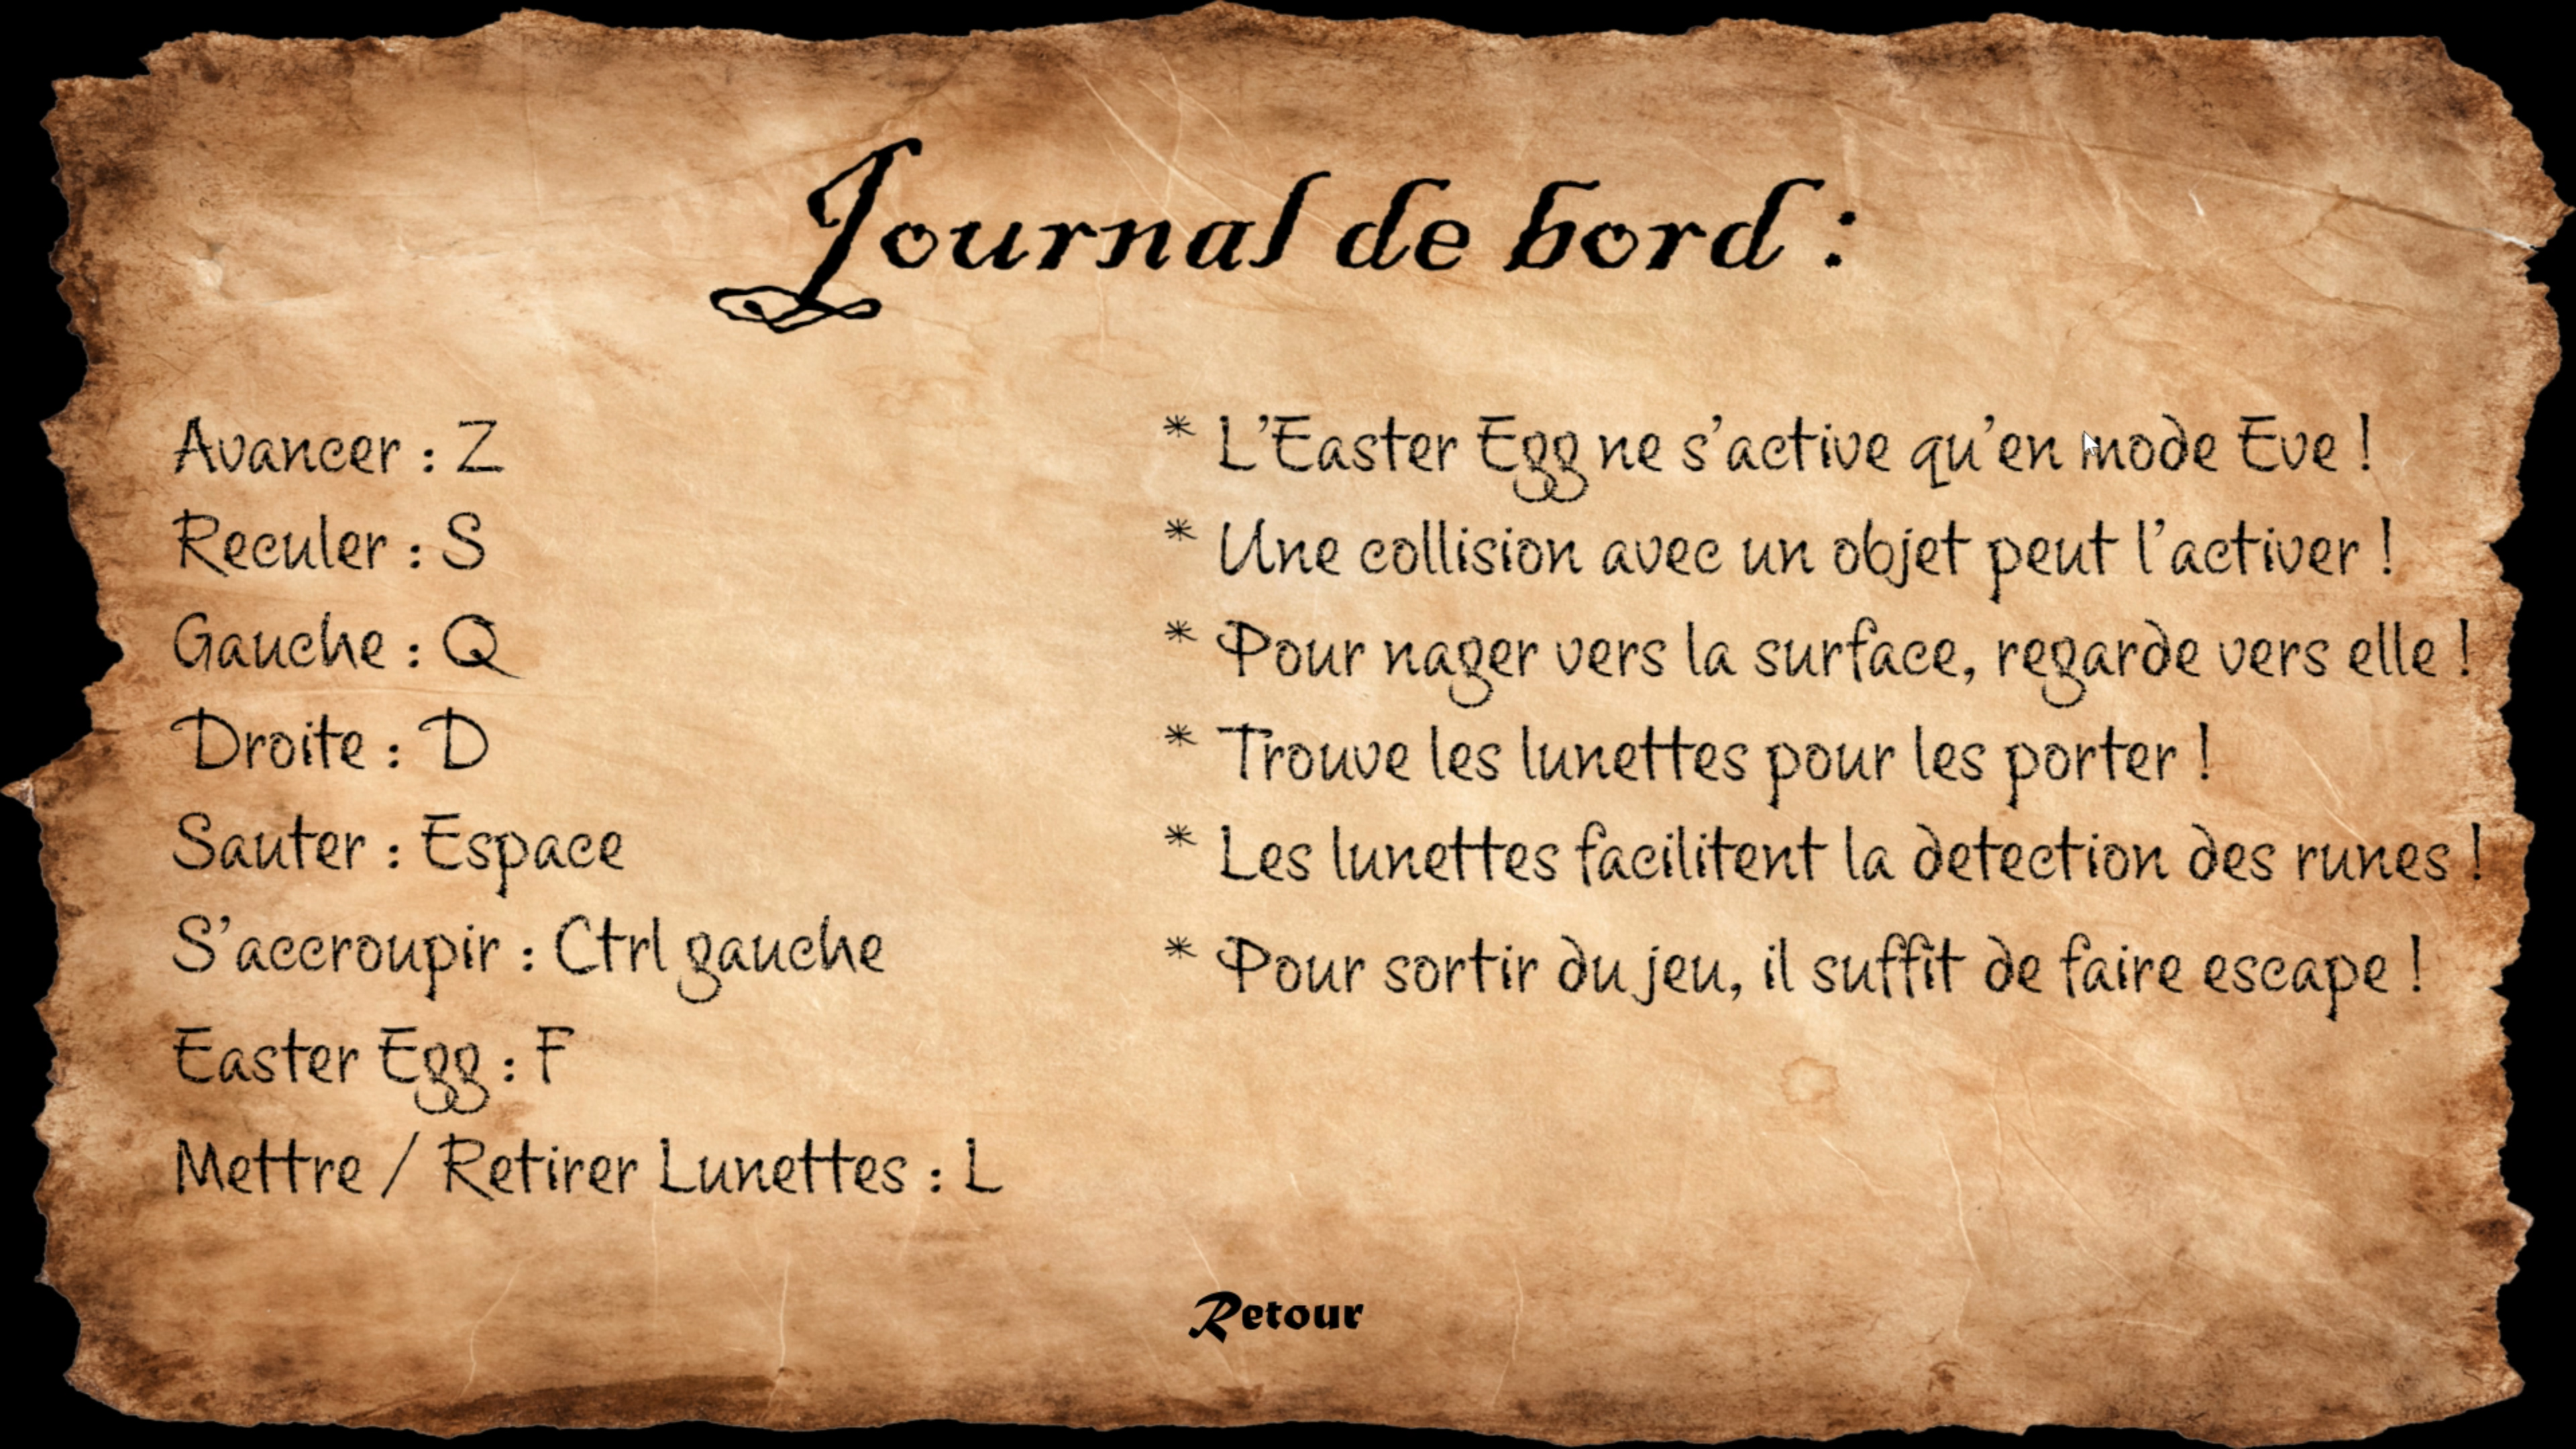 Journal de bord :
Avancer : Z
Reculer : S
Gauche : Q
Droite : D
Sauter : Espace
S'accroupir : Ctrl gauche
Easter Egg : F
Mettre / Retirer Lunettes : L
* L'Easter Egg ne s'active qu'en mode Eve !
* Une collision avec un objet peut l'activer !
* Pour nager vers la surface, regarde vers elle !
* Trouve les lunettes pour les porter !
* Les lunettes facilitent la detection des runes !
* Pour sortir du jeu, il suffit de faire escape !
Retour